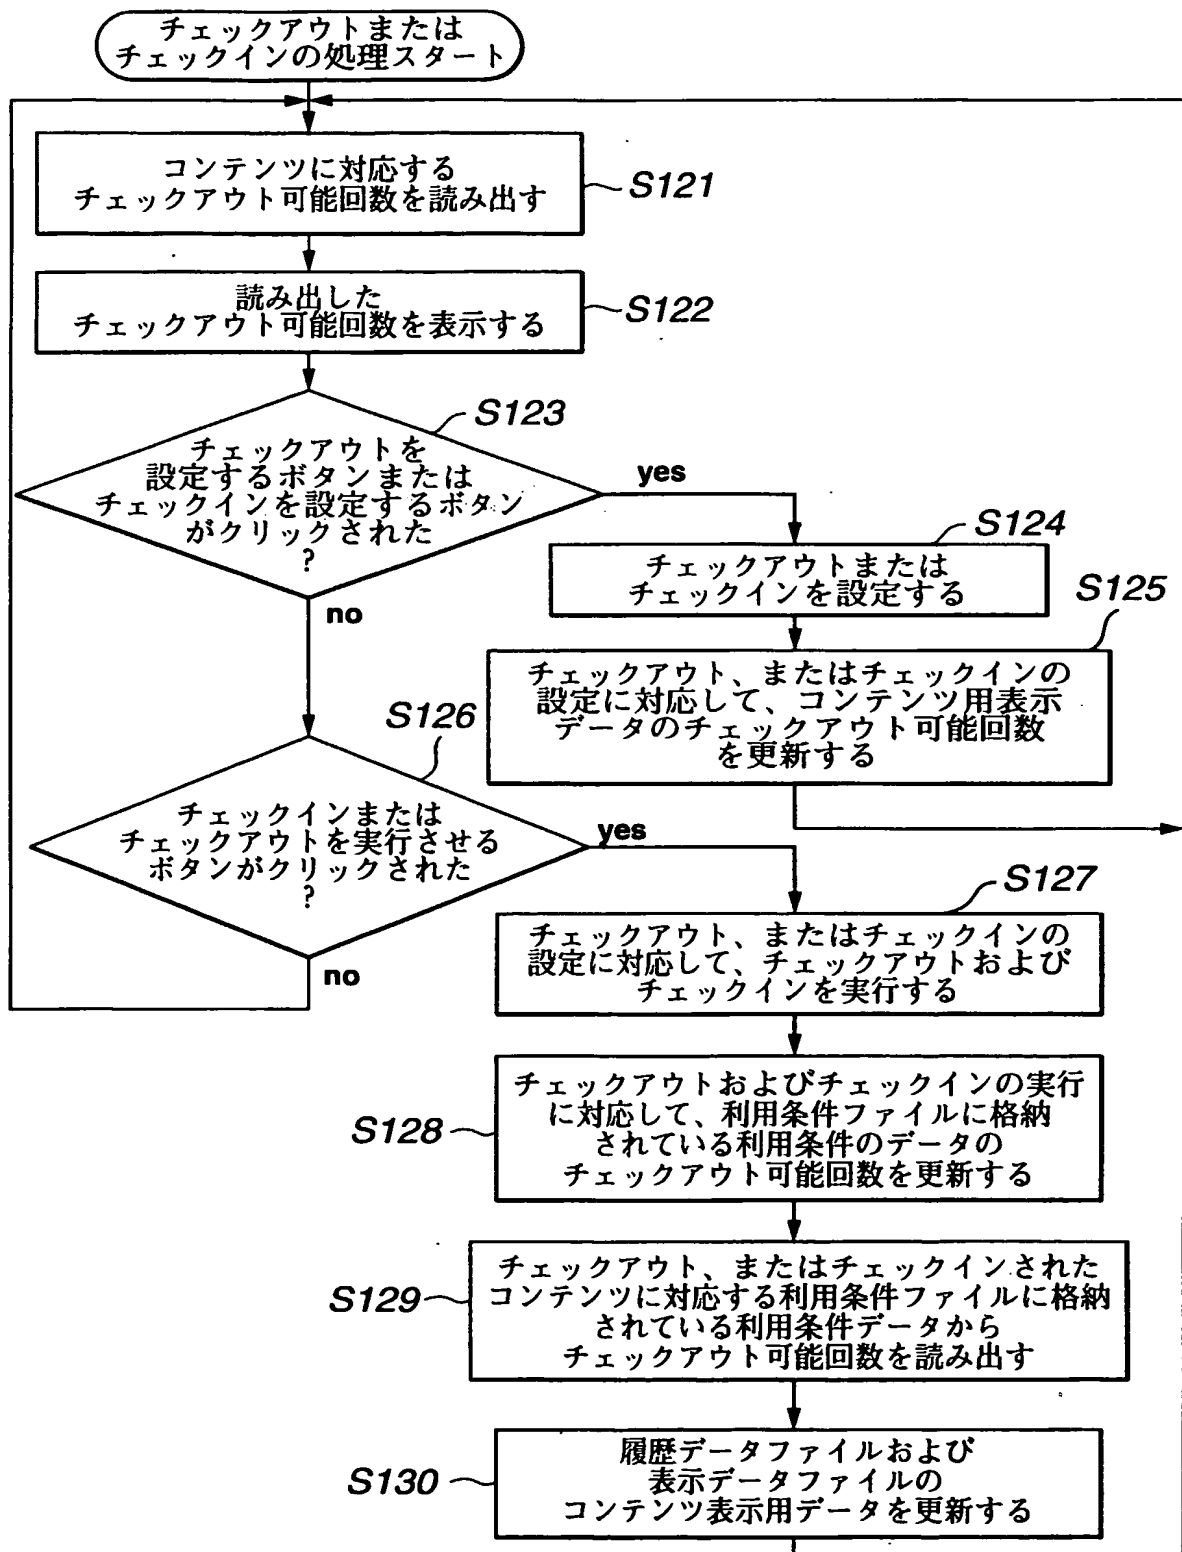 チェックアウトまたは
チェックインの処理スタート
コンテンツに対応する
チェックアウト可能回数を読み出す
S121
読み出した
チェックアウト可能回数を表示する
S122
S123
チェックアウトを
設定するボタンまたは
チェックインを設定するボタン
がクリックされた
?
yes
no
S124
チェックアウトまたは
チェックインを設定する
S125
チェックアウト、またはチェックインの
設定に対応して、コンテンツ用表示
データのチェックアウト可能回数
を更新する
S126
チェックインまたは
チェックアウトを実行させる
ボタンがクリックされた
?
yes
no
S127
チェックアウト、またはチェックインの
設定に対応して、チェックアウトおよび
チェックインを実行する
S128
チェックアウトおよびチェックインの実行
に対応して、利用条件ファイルに格納
されている利用条件のデータの
チェックアウト可能回数を更新する
S129
チェックアウト、またはチェックインされた
コンテンツに対応する利用条件ファイルに格納
されている利用条件データから
チェックアウト可能回数を読み出す
S130
履歴データファイルおよび
表示データファイルの
コンテンツ表示用データを更新する